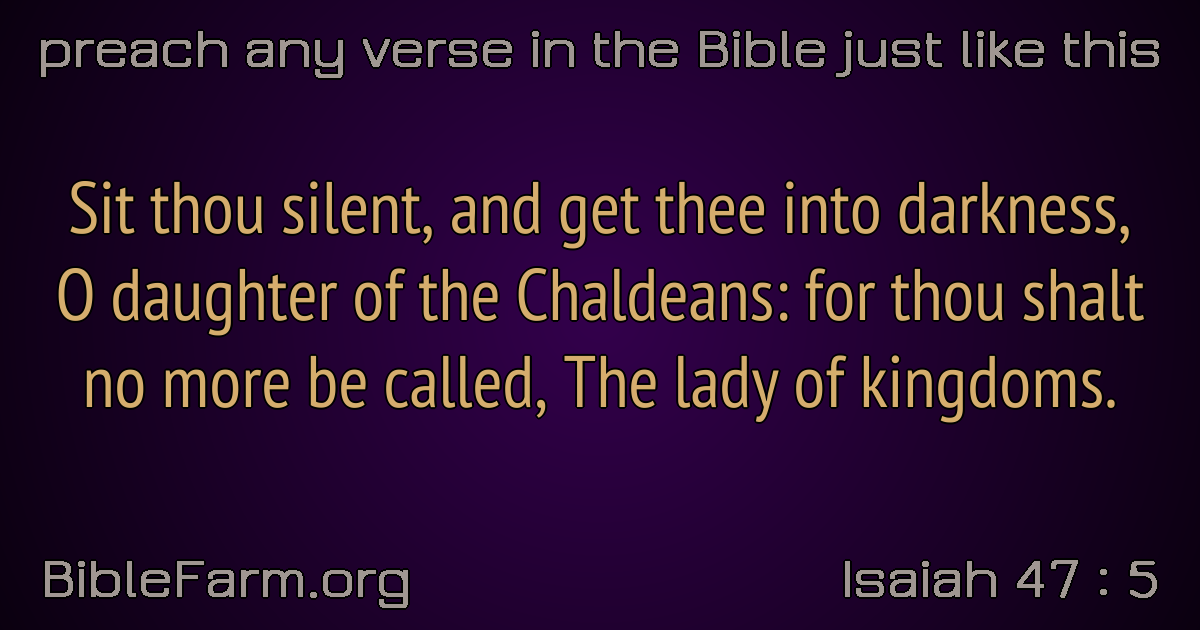 preach any verse in the Bible just like this
Sit thou silent, and get thee into darkness,
O daughter of the Chaldeans: for thou shalt
no more be called, The lady of kingdoms.
BibleFarm.org
Isaiah 47 : 5